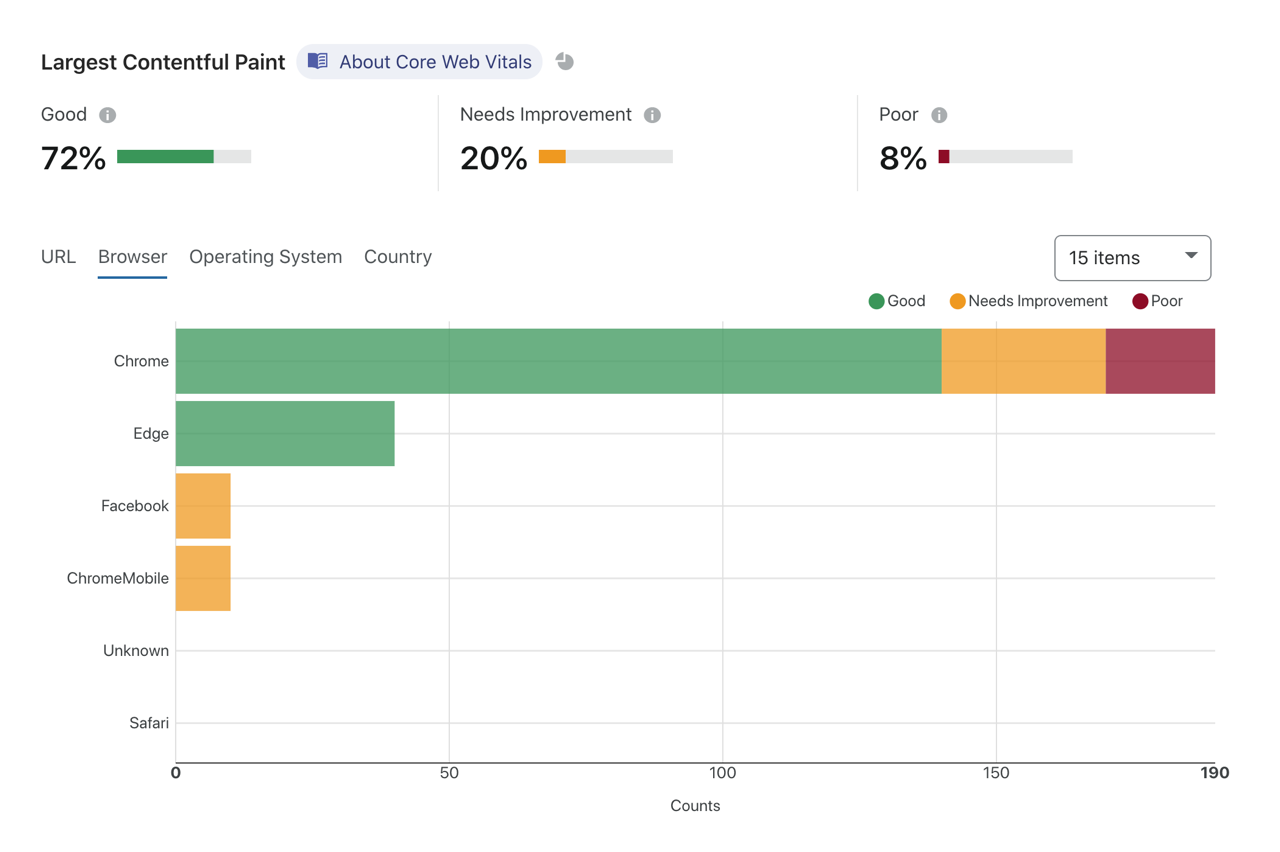 Largest Contentful Paint About Core Web Vitals
Good Needs Improvement Poor
72% 20% 8%
URL Browser Operating System Country 15 items
Good Needs Improvement Poor
Chrome
Edge
Facebook
ChromeMobile
Unknown
Safari
0 50 100 150 190
Counts